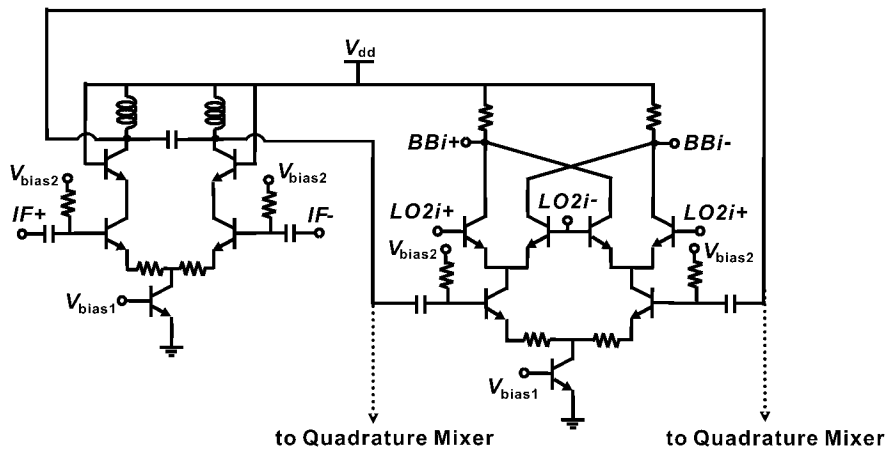 Vdd
BBi+
BBi-
Vbias2
Vbias2
IF+
IF-
LO2i+
LO2i-
LO2i+
Vbias2
Vbias2
Vbias1
Vbias1
to Quadrature Mixer
to Quadrature Mixer